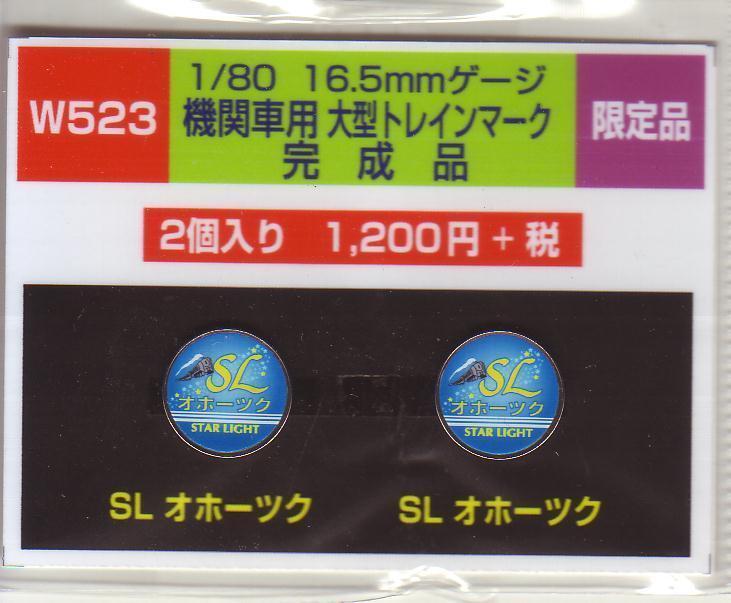 W523
1/80 16.5mmゲージ
機関車用 大型トレインマーク
完成品
限定品
2個入り 1,200円 + 税
SL
オホーツク
STAR LIGHT
SL
オホーツク
STAR LIGHT
SL オホーツク
SL オホーツク